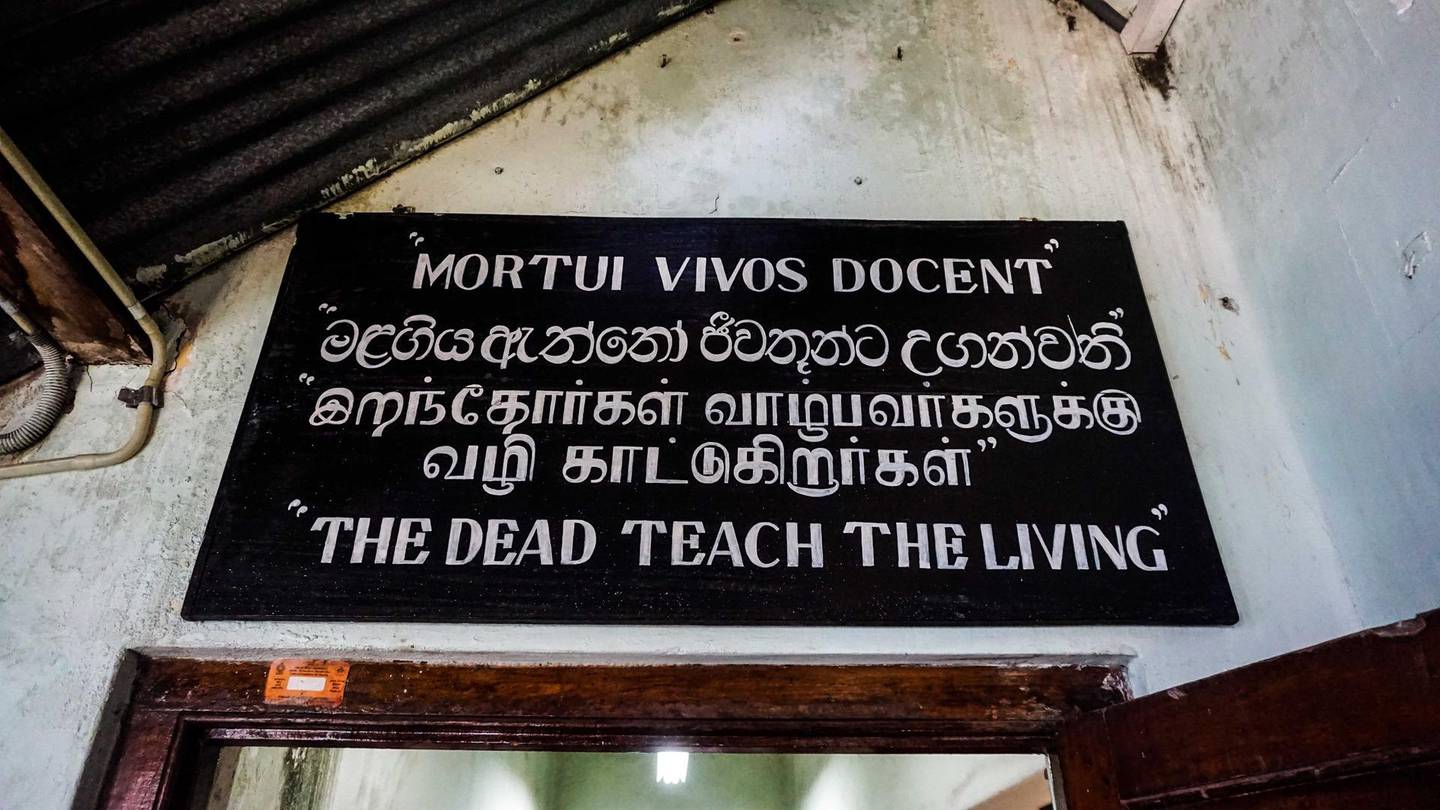 “MORTUI VIVOS DOCENT”
“මළගිය ඇත්තෝ ජීවතුන්ට උගන්වති”
“இறந்தோர்கள் வாழ்பவர்களுக்கு
வழி காட்டுகிறார்கள்”
“THE DEAD TEACH THE LIVING”